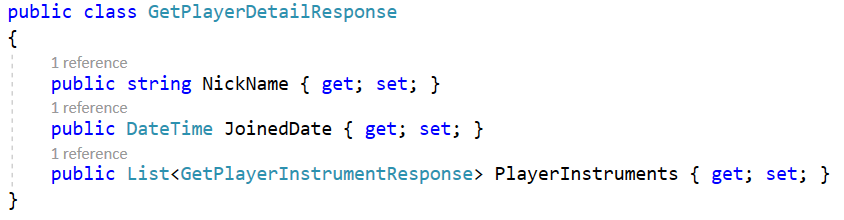 public class GetPlayerDetailResponse
{
1 reference
public string NickName { get; set; }
1 reference
public DateTime JoinedDate { get; set; }
1 reference
public List<GetPlayerInstrumentResponse> PlayerInstruments { get; set; }
}